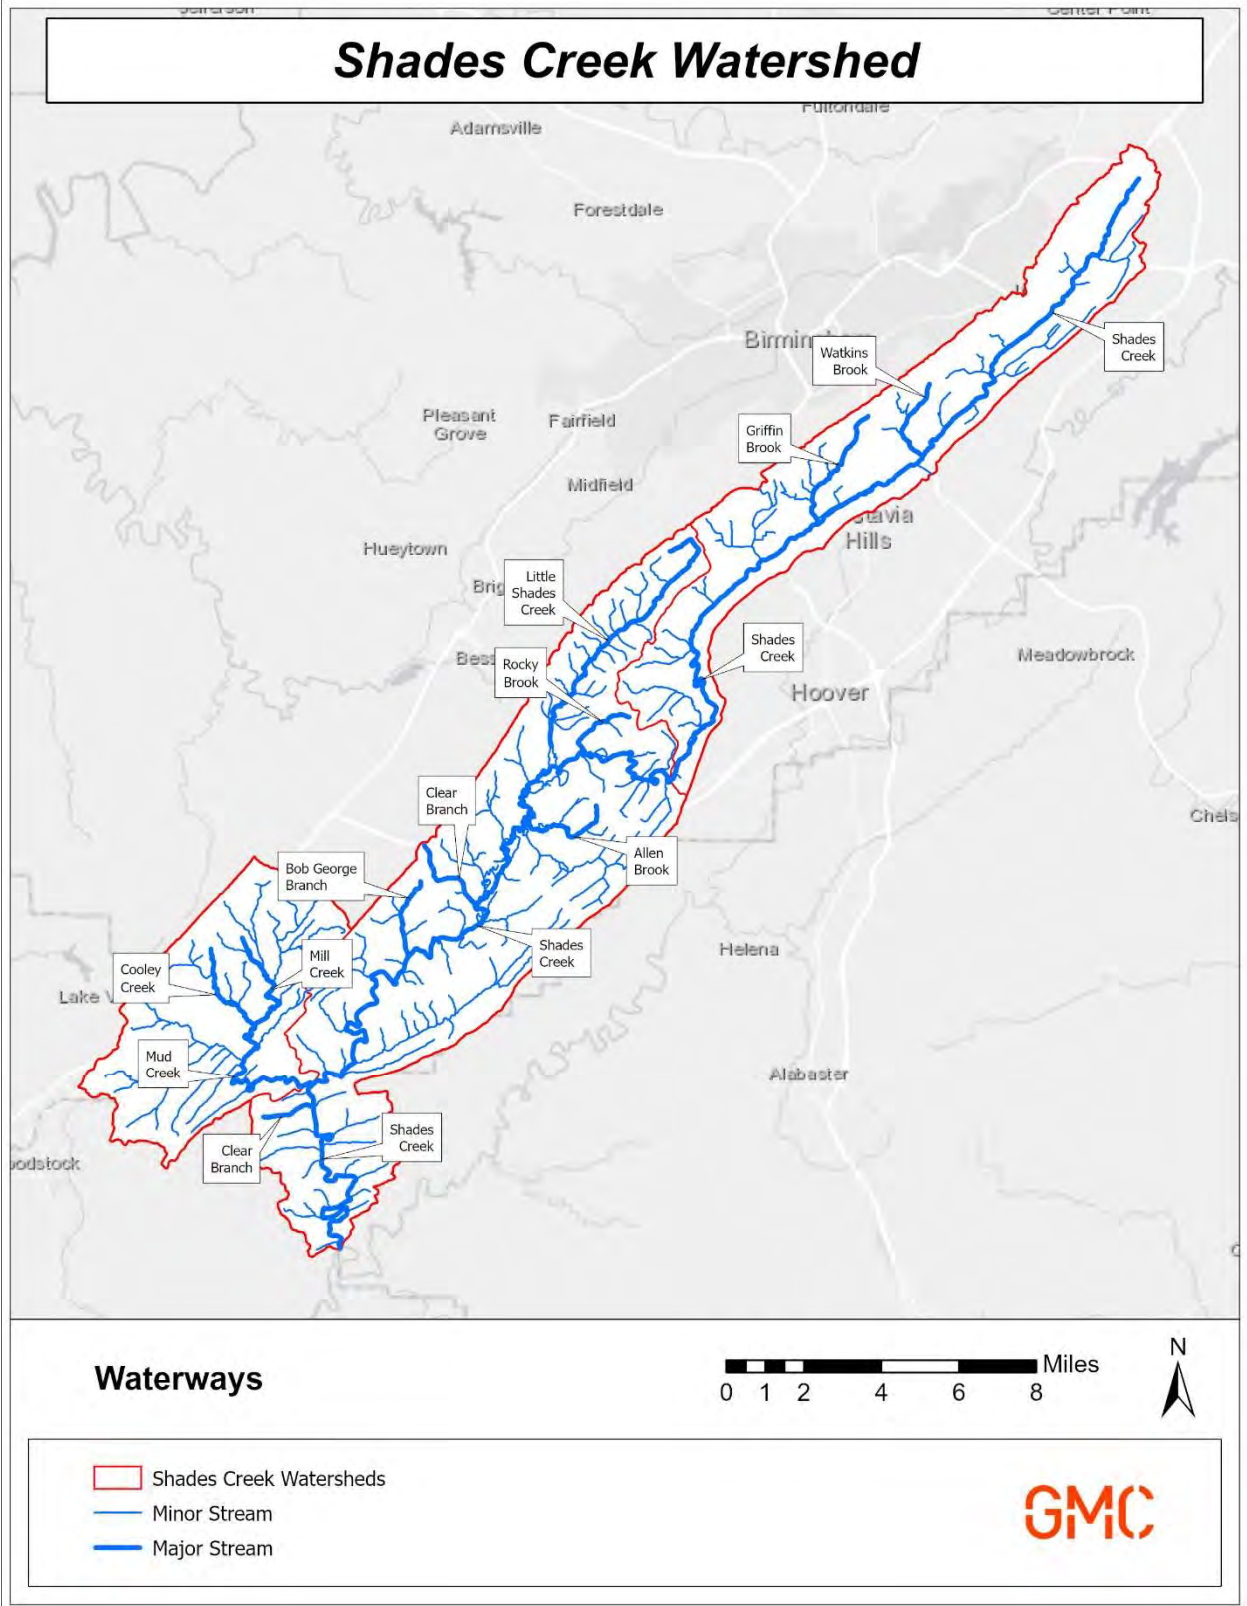 Shades Creek Watershed
Adamsville
Forestdale
Watkins
Brook
Shades
Creek
Pleasant
Grove
Fairfield
Griffin
Brook
Midfield
Hills
Hueytown
Little
Shades
Creek
Shades
Creek
Meadowbrook
Rocky
Brook
Hoover
Clear
Branch
Allen
Brook
Bob George
Branch
Mill
Creek
Shades
Creek
Helena
Cooley
Creek
Lake
Mud
Creek
Alabaster
Shades
Creek
Clear
Branch
Waterways
0 1 2 4 6 8
Miles
N
Shades Creek Watersheds
Minor Stream
Major Stream
GMC